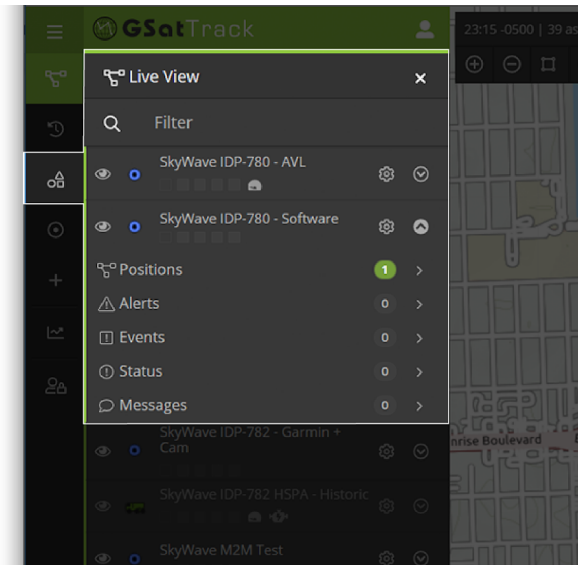 GSatTrack
23:15 -0500 | 39 as
Live View
Filter
SkyWave IDP-780 - AVL
SkyWave IDP-780 - Software
Positions 1
Alerts 0
Events 0
Status 0
Messages 0
SkyWave IDP-782 - Garmin +
Cam
nrise Boulevard
SkyWave IDP-782 HSPA - Historic
SkyWave M2M Test